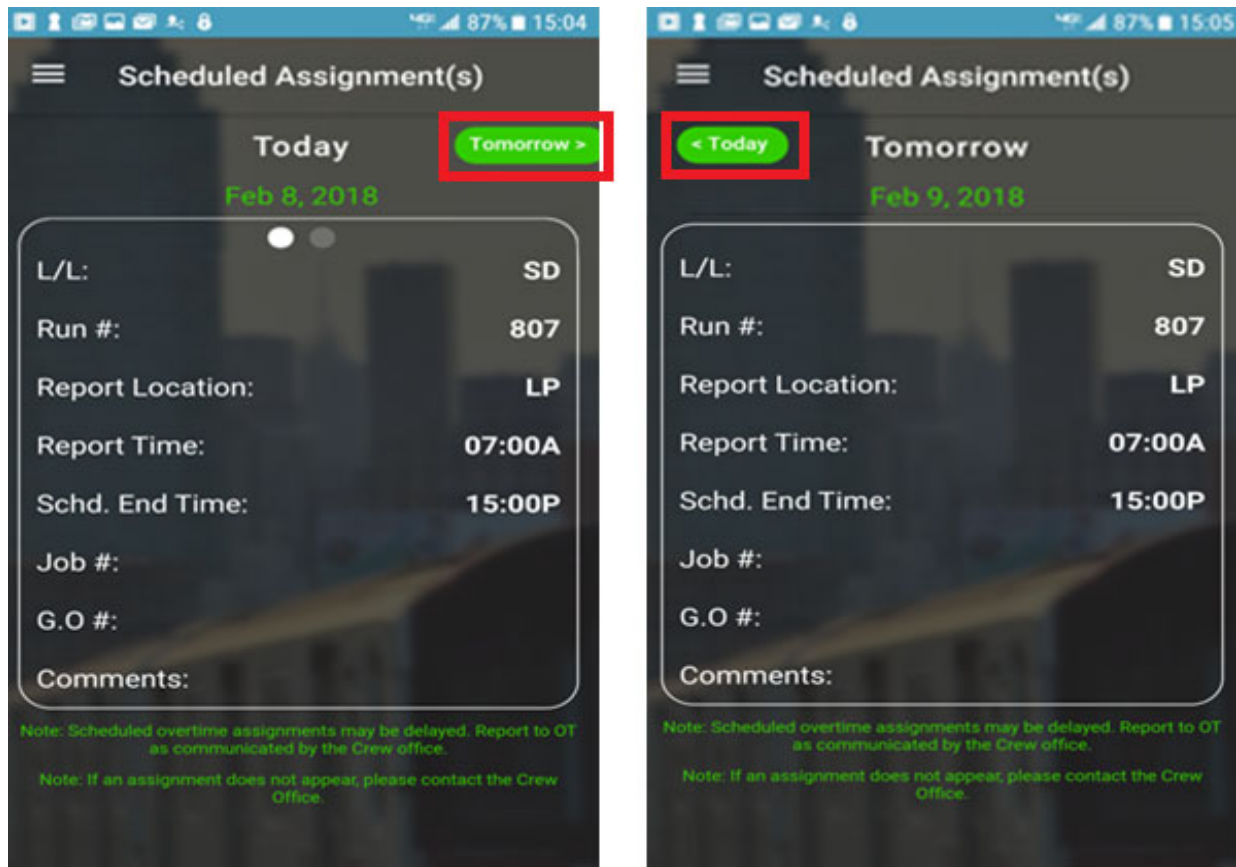 87% 15:04
Scheduled Assignment(s)
Today
Tomorrow >
Feb 8, 2018
L/L: SD
Run #: 807
Report Location: LP
Report Time: 07:00A
Schd. End Time: 15:00P
Job #:
G.O #:
Comments:
Note: Scheduled overtime assignments may be delayed. Report to OT
as communicated by the Crew office.
Note: If an assignment does not appear, please contact the Crew
Office.
87% 15:05
Scheduled Assignment(s)
< Today
Tomorrow
Feb 9, 2018
L/L: SD
Run #: 807
Report Location: LP
Report Time: 07:00A
Schd. End Time: 15:00P
Job #:
G.O #:
Comments:
Note: Scheduled overtime assignments may be delayed. Report to OT
as communicated by the Crew office.
Note: If an assignment does not appear, please contact the Crew
Office.